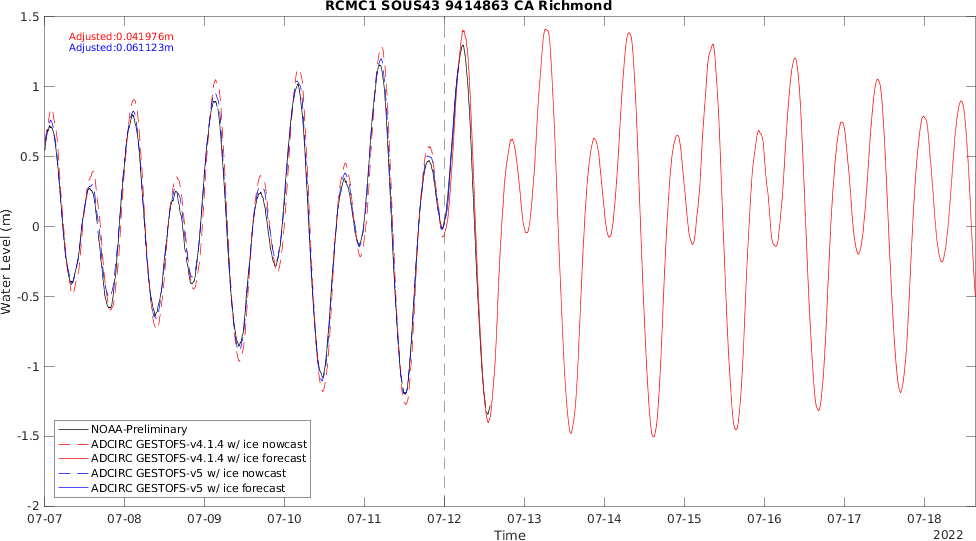 RCMC1 SOUS43 9414863 CA Richmond
Adjusted:0.041976m
Adjusted:0.061123m
Water Level (m)
1.5
1
0.5
0
-0.5
-1
-1.5
-2
NOAA-Preliminary
ADCIRC GESTOFS-v4.1.4 w/ ice nowcast
ADCIRC GESTOFS-v4.1.4 w/ ice forecast
ADCIRC GESTOFS-v5 w/ ice nowcast
ADCIRC GESTOFS-v5 w/ ice forecast
07-07 07-08 07-09 07-10 07-11 07-12 07-13 07-14 07-15 07-16 07-17 07-18
Time
2022